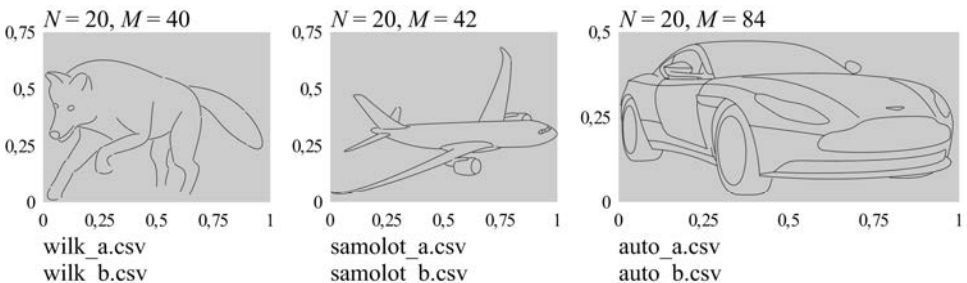 N = 20, M = 40
0,75
0,5
0,25
0
0 0,25 0,5 0,75 1
wilk_a.csv
wilk_b.csv
N = 20, M = 42
0,75
0,5
0,25
0
0 0,25 0,5 0,75 1
samolot_a.csv
samolot_b.csv
N = 20, M = 84
0,5
0,25
0
0 0,25 0,5 0,75 1
auto_a.csv
auto_b.csv